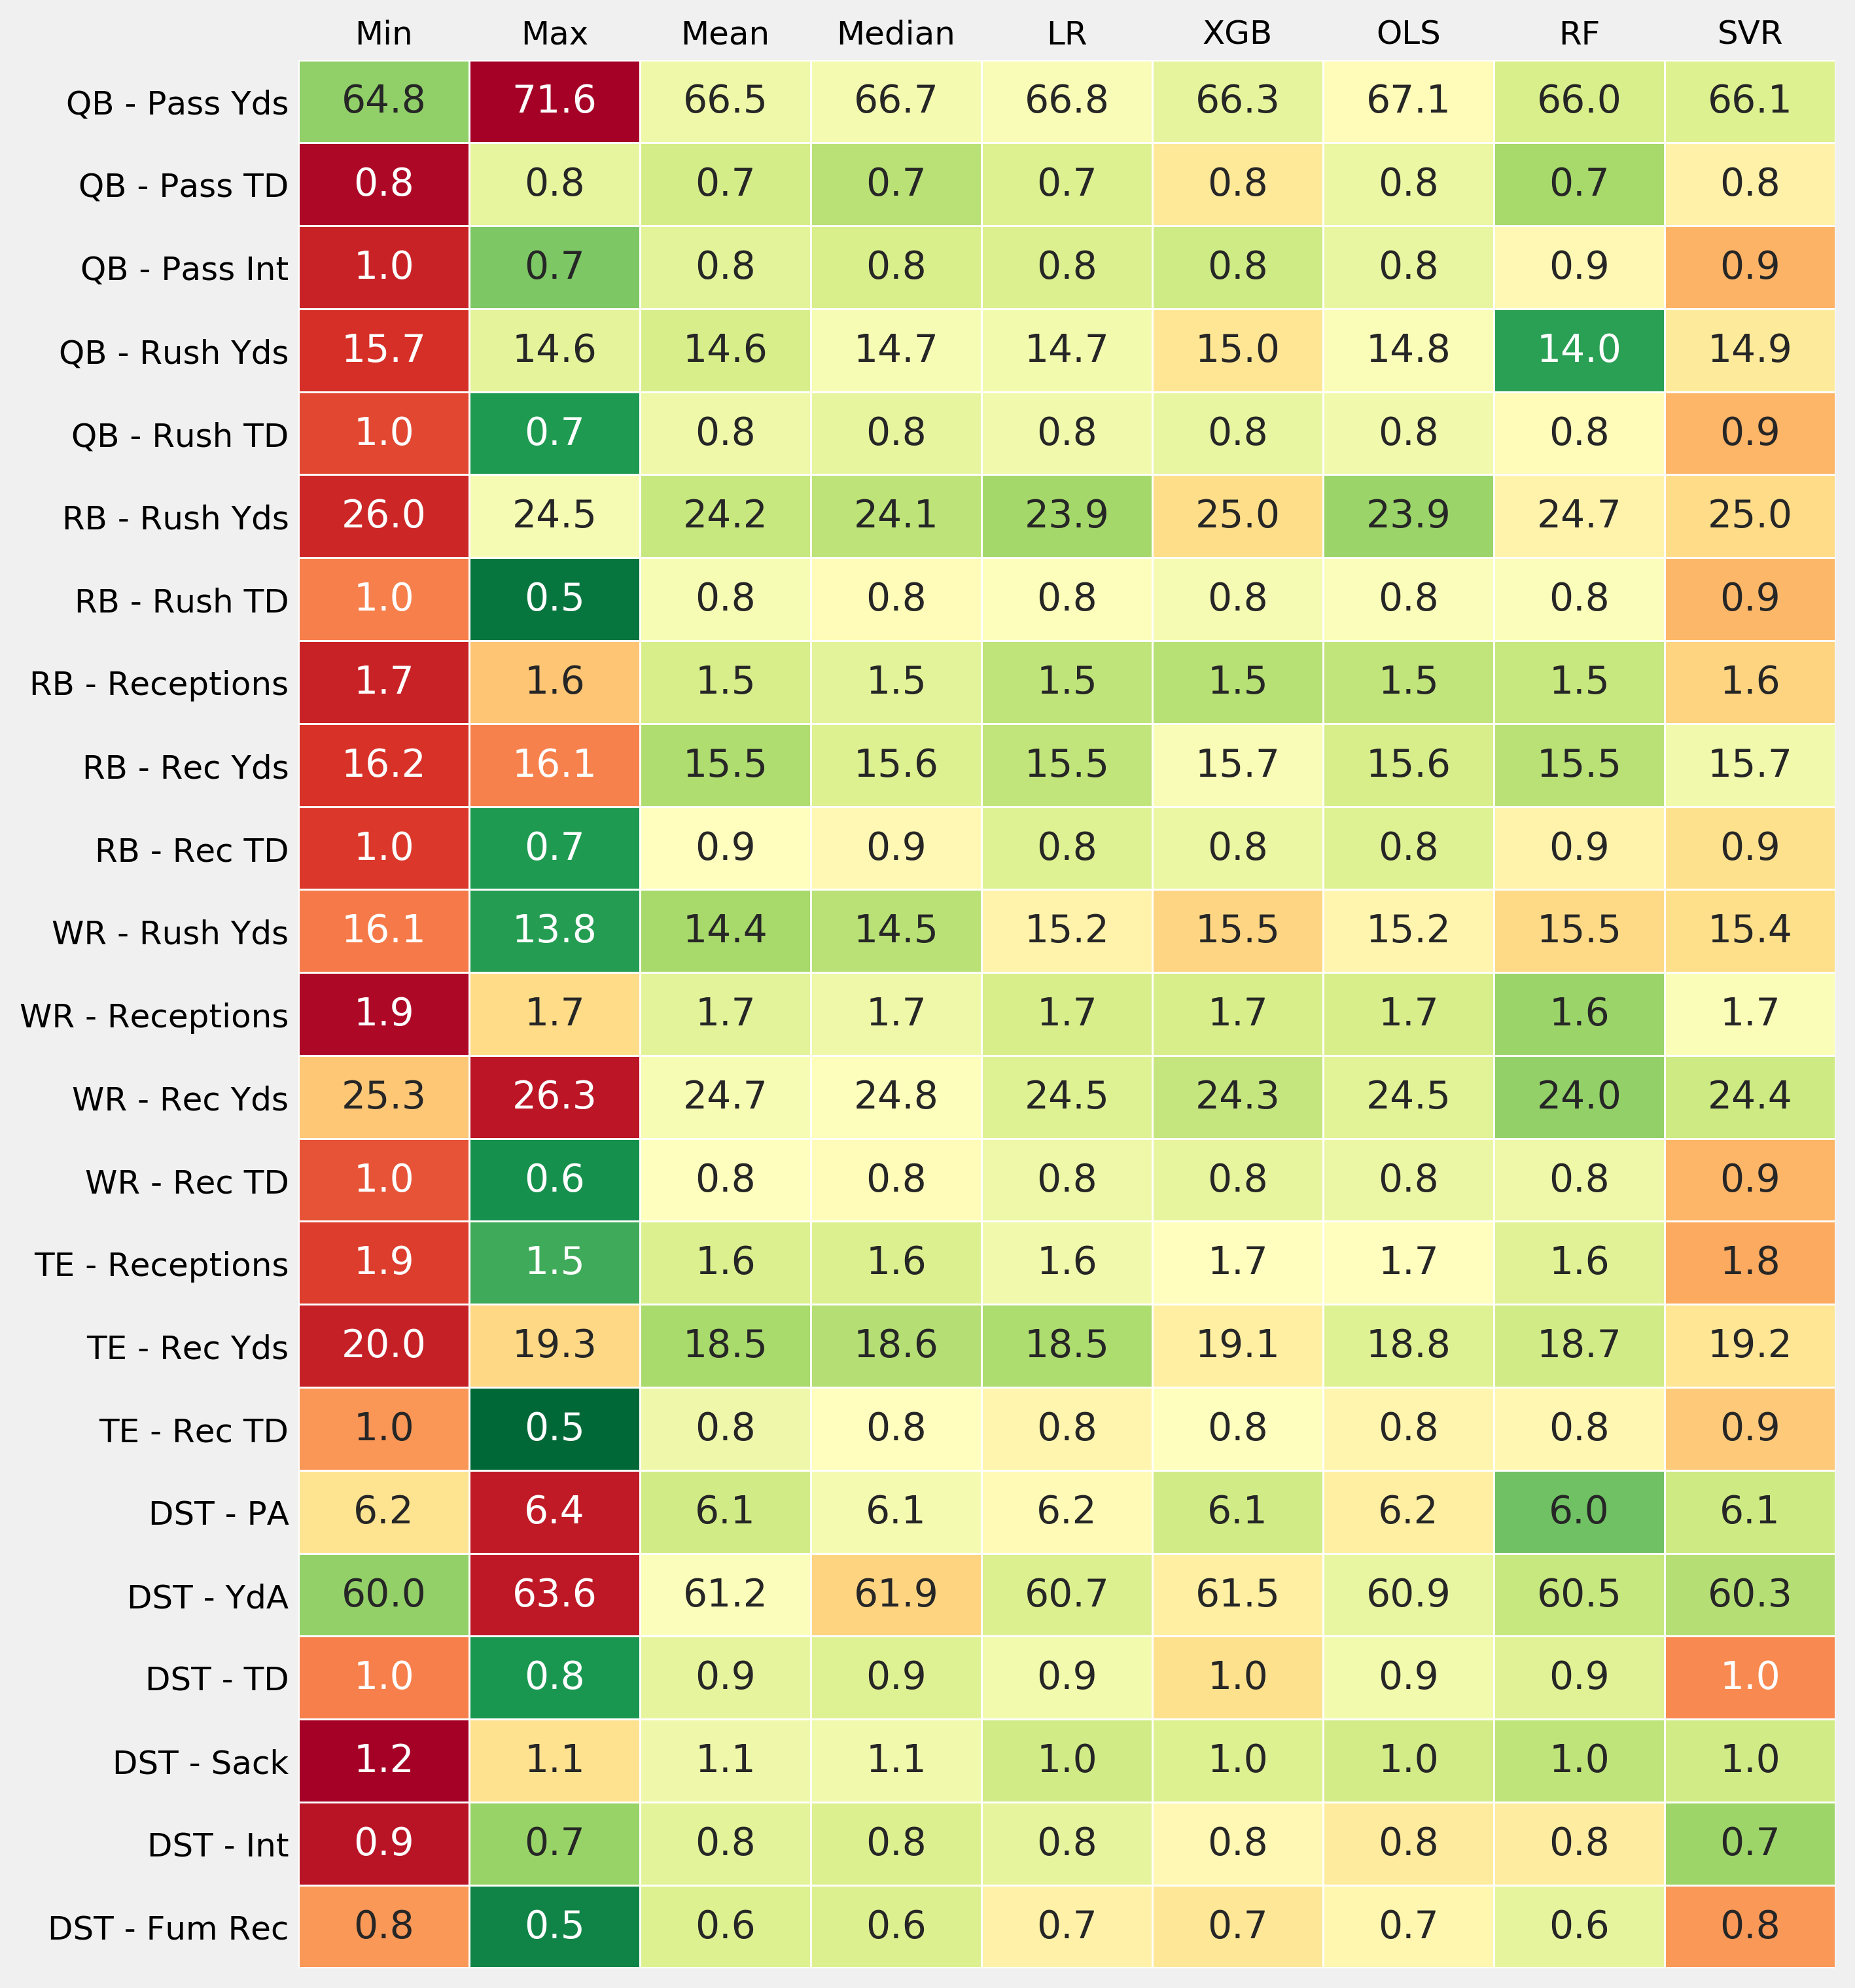 Min Max Mean Median LR XGB OLS RF SVR
QB - Pass Yds 64.8 71.6 66.5 66.7 66.8 66.3 67.1 66.0 66.1
QB - Pass TD 0.8 0.8 0.7 0.7 0.7 0.8 0.8 0.7 0.8
QB - Pass Int 1.0 0.7 0.8 0.8 0.8 0.8 0.8 0.9 0.9
QB - Rush Yds 15.7 14.6 14.6 14.7 14.7 15.0 14.8 14.0 14.9
QB - Rush TD 1.0 0.7 0.8 0.8 0.8 0.8 0.8 0.8 0.9
RB - Rush Yds 26.0 24.5 24.2 24.1 23.9 25.0 23.9 24.7 25.0
RB - Rush TD 1.0 0.5 0.8 0.8 0.8 0.8 0.8 0.8 0.9
RB - Receptions 1.7 1.6 1.5 1.5 1.5 1.5 1.5 1.5 1.6
RB - Rec Yds 16.2 16.1 15.5 15.6 15.5 15.7 15.6 15.5 15.7
RB - Rec TD 1.0 0.7 0.9 0.9 0.8 0.8 0.8 0.9 0.9
WR - Rush Yds 16.1 13.8 14.4 14.5 15.2 15.5 15.2 15.5 15.4
WR - Receptions 1.9 1.7 1.7 1.7 1.7 1.7 1.7 1.6 1.7
WR - Rec Yds 25.3 26.3 24.7 24.8 24.5 24.3 24.5 24.0 24.4
WR - Rec TD 1.0 0.6 0.8 0.8 0.8 0.8 0.8 0.8 0.9
TE - Receptions 1.9 1.5 1.6 1.6 1.6 1.7 1.7 1.6 1.8
TE - Rec Yds 20.0 19.3 18.5 18.6 18.5 19.1 18.8 18.7 19.2
TE - Rec TD 1.0 0.5 0.8 0.8 0.8 0.8 0.8 0.8 0.9
DST - PA 6.2 6.4 6.1 6.1 6.2 6.1 6.2 6.0 6.1
DST - YdA 60.0 63.6 61.2 61.9 60.7 61.5 60.9 60.5 60.3
DST - TD 1.0 0.8 0.9 0.9 0.9 1.0 0.9 0.9 1.0
DST - Sack 1.2 1.1 1.1 1.1 1.0 1.0 1.0 1.0 1.0
DST - Int 0.9 0.7 0.8 0.8 0.8 0.8 0.8 0.8 0.7
DST - Fum Rec 0.8 0.5 0.6 0.6 0.7 0.7 0.7 0.6 0.8